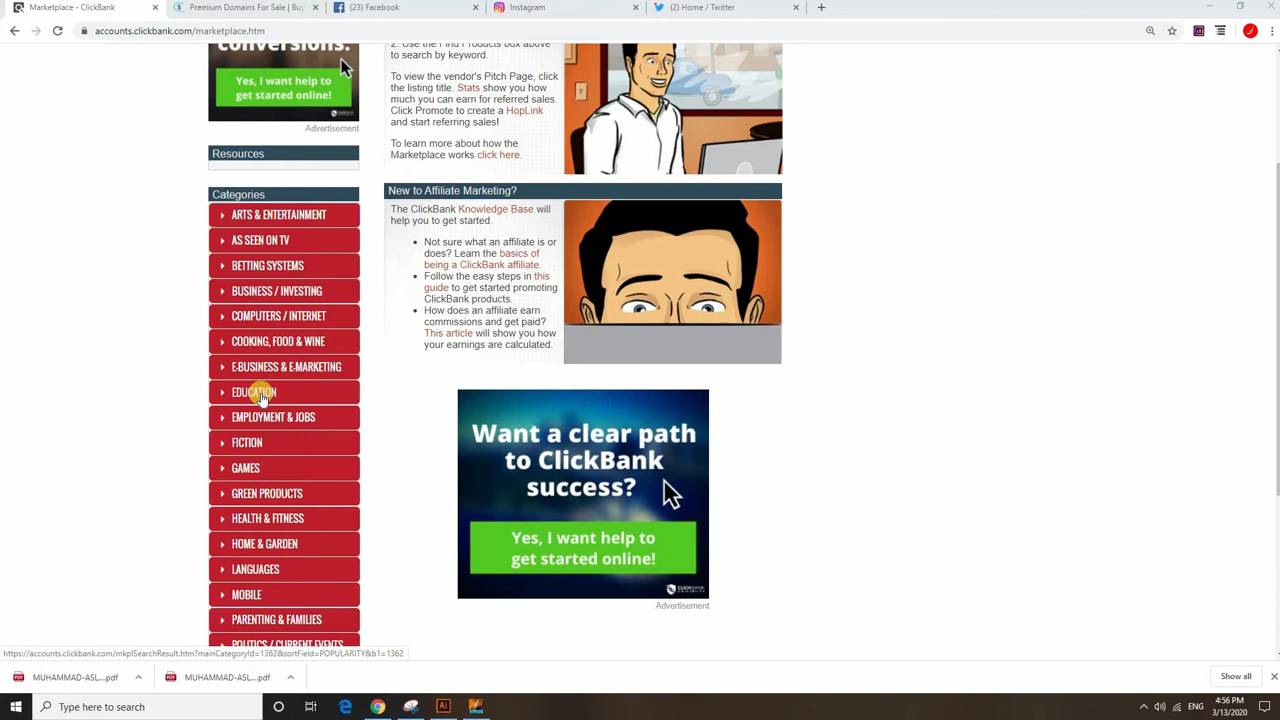 Marketplace - ClickBank
Premium Domains For Sale | Buy
(23) Facebook
Instagram
(2) Home / Twitter
accounts.clickbank.com/marketplace.htm
conversions.
Yes, I want help to
get started online!
Advertisement
Resources
Categories
ARTS & ENTERTAINMENT
AS SEEN ON TV
BETTING SYSTEMS
BUSINESS / INVESTING
COMPUTERS / INTERNET
COOKING, FOOD & WINE
E-BUSINESS & E-MARKETING
EDUCATION
EMPLOYMENT & JOBS
FICTION
GAMES
GREEN PRODUCTS
HEALTH & FITNESS
HOME & GARDEN
LANGUAGES
MOBILE
PARENTING & FAMILIES
POLITICS / CURRENT EVENTS
2. Use the Find Products box above
to search by keyword.
To view the vendor's Pitch Page, click
the listing title. Stats show you how
much you can earn for referred sales.
Click Promote to create a HopLink
and start referring sales!
To learn more about how the
Marketplace works click here.
New to Affiliate Marketing?
The ClickBank Knowledge Base will
help you to get started.
• Not sure what an affiliate is or
does? Learn the basics of
being a ClickBank affiliate.
• Follow the easy steps in this
guide to get started promoting
ClickBank products.
• How does an affiliate earn
commissions and get paid?
This article will show you how
your earnings are calculated.
Want a clear path
to ClickBank
success?
Yes, I want help to
get started online!
Advertisement
https://accounts.clickbank.com/mkplSearchResult.htm?mainCategoryId=1362&sortField=POPULARITY&b1=1362
MUHAMMAD-ASL....pdf
MUHAMMAD-ASL....pdf
Show all
Type here to search
ENG
4:56 PM
3/13/2020